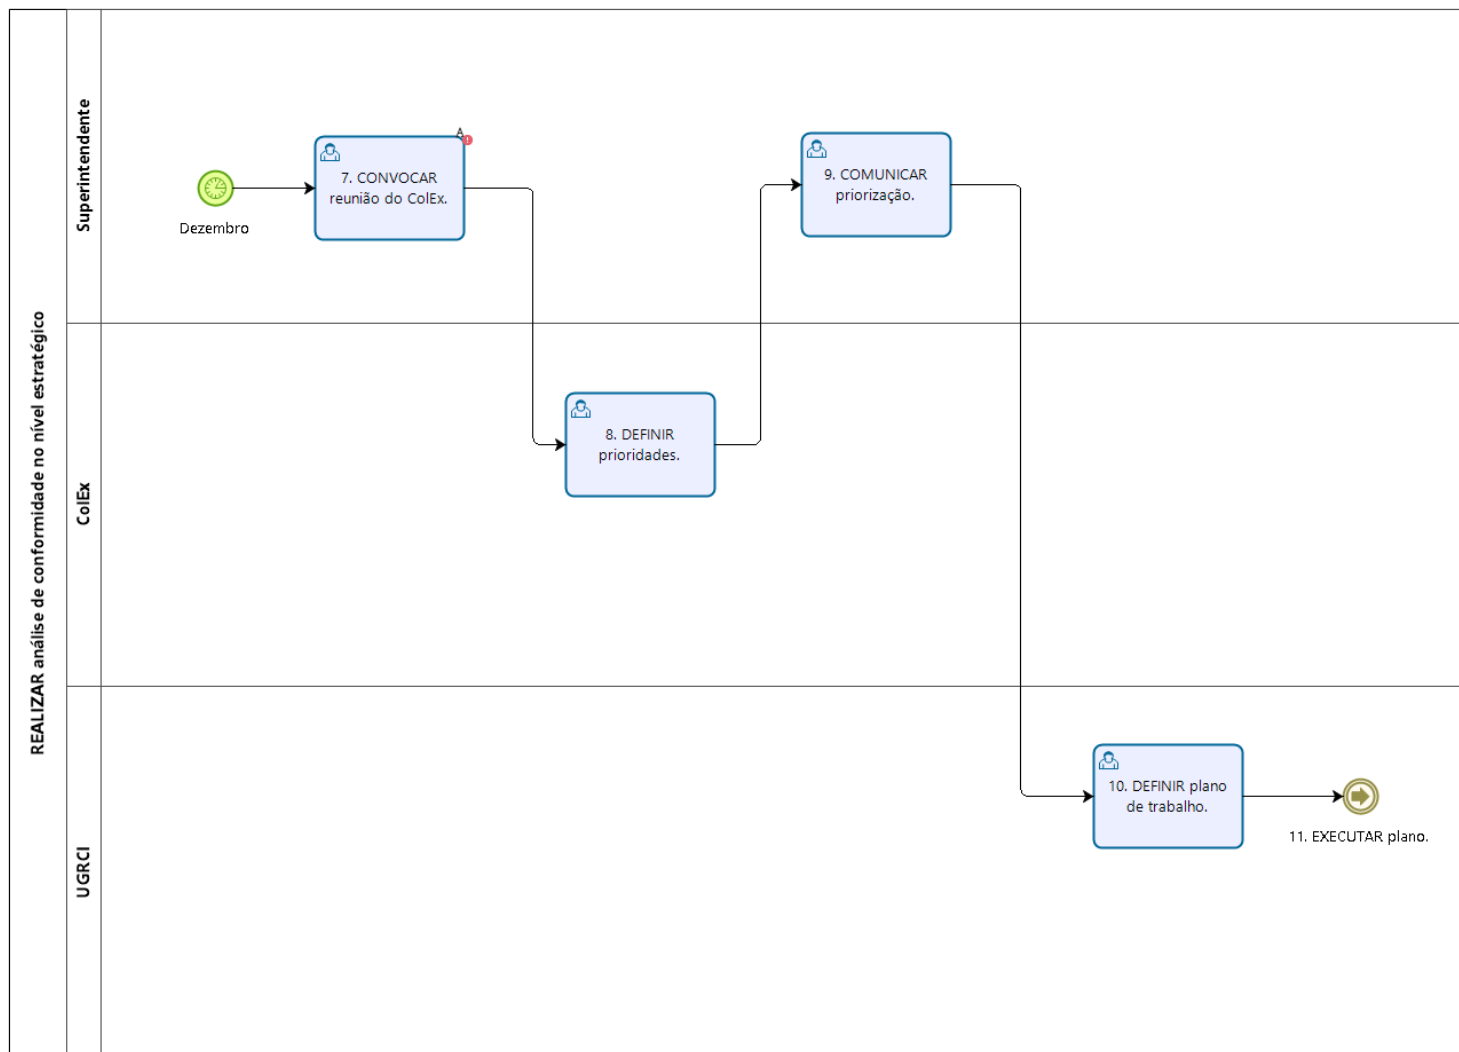 REALIZAR análise de conformidade no nível estratégico
Superintendente
Dezembro
7. CONVOCAR
reunião do ColEx.
A
9. COMUNICAR
priorização.
ColEx
8. DEFINIR
prioridades.
UGRCI
10. DEFINIR plano
de trabalho.
11. EXECUTAR plano.